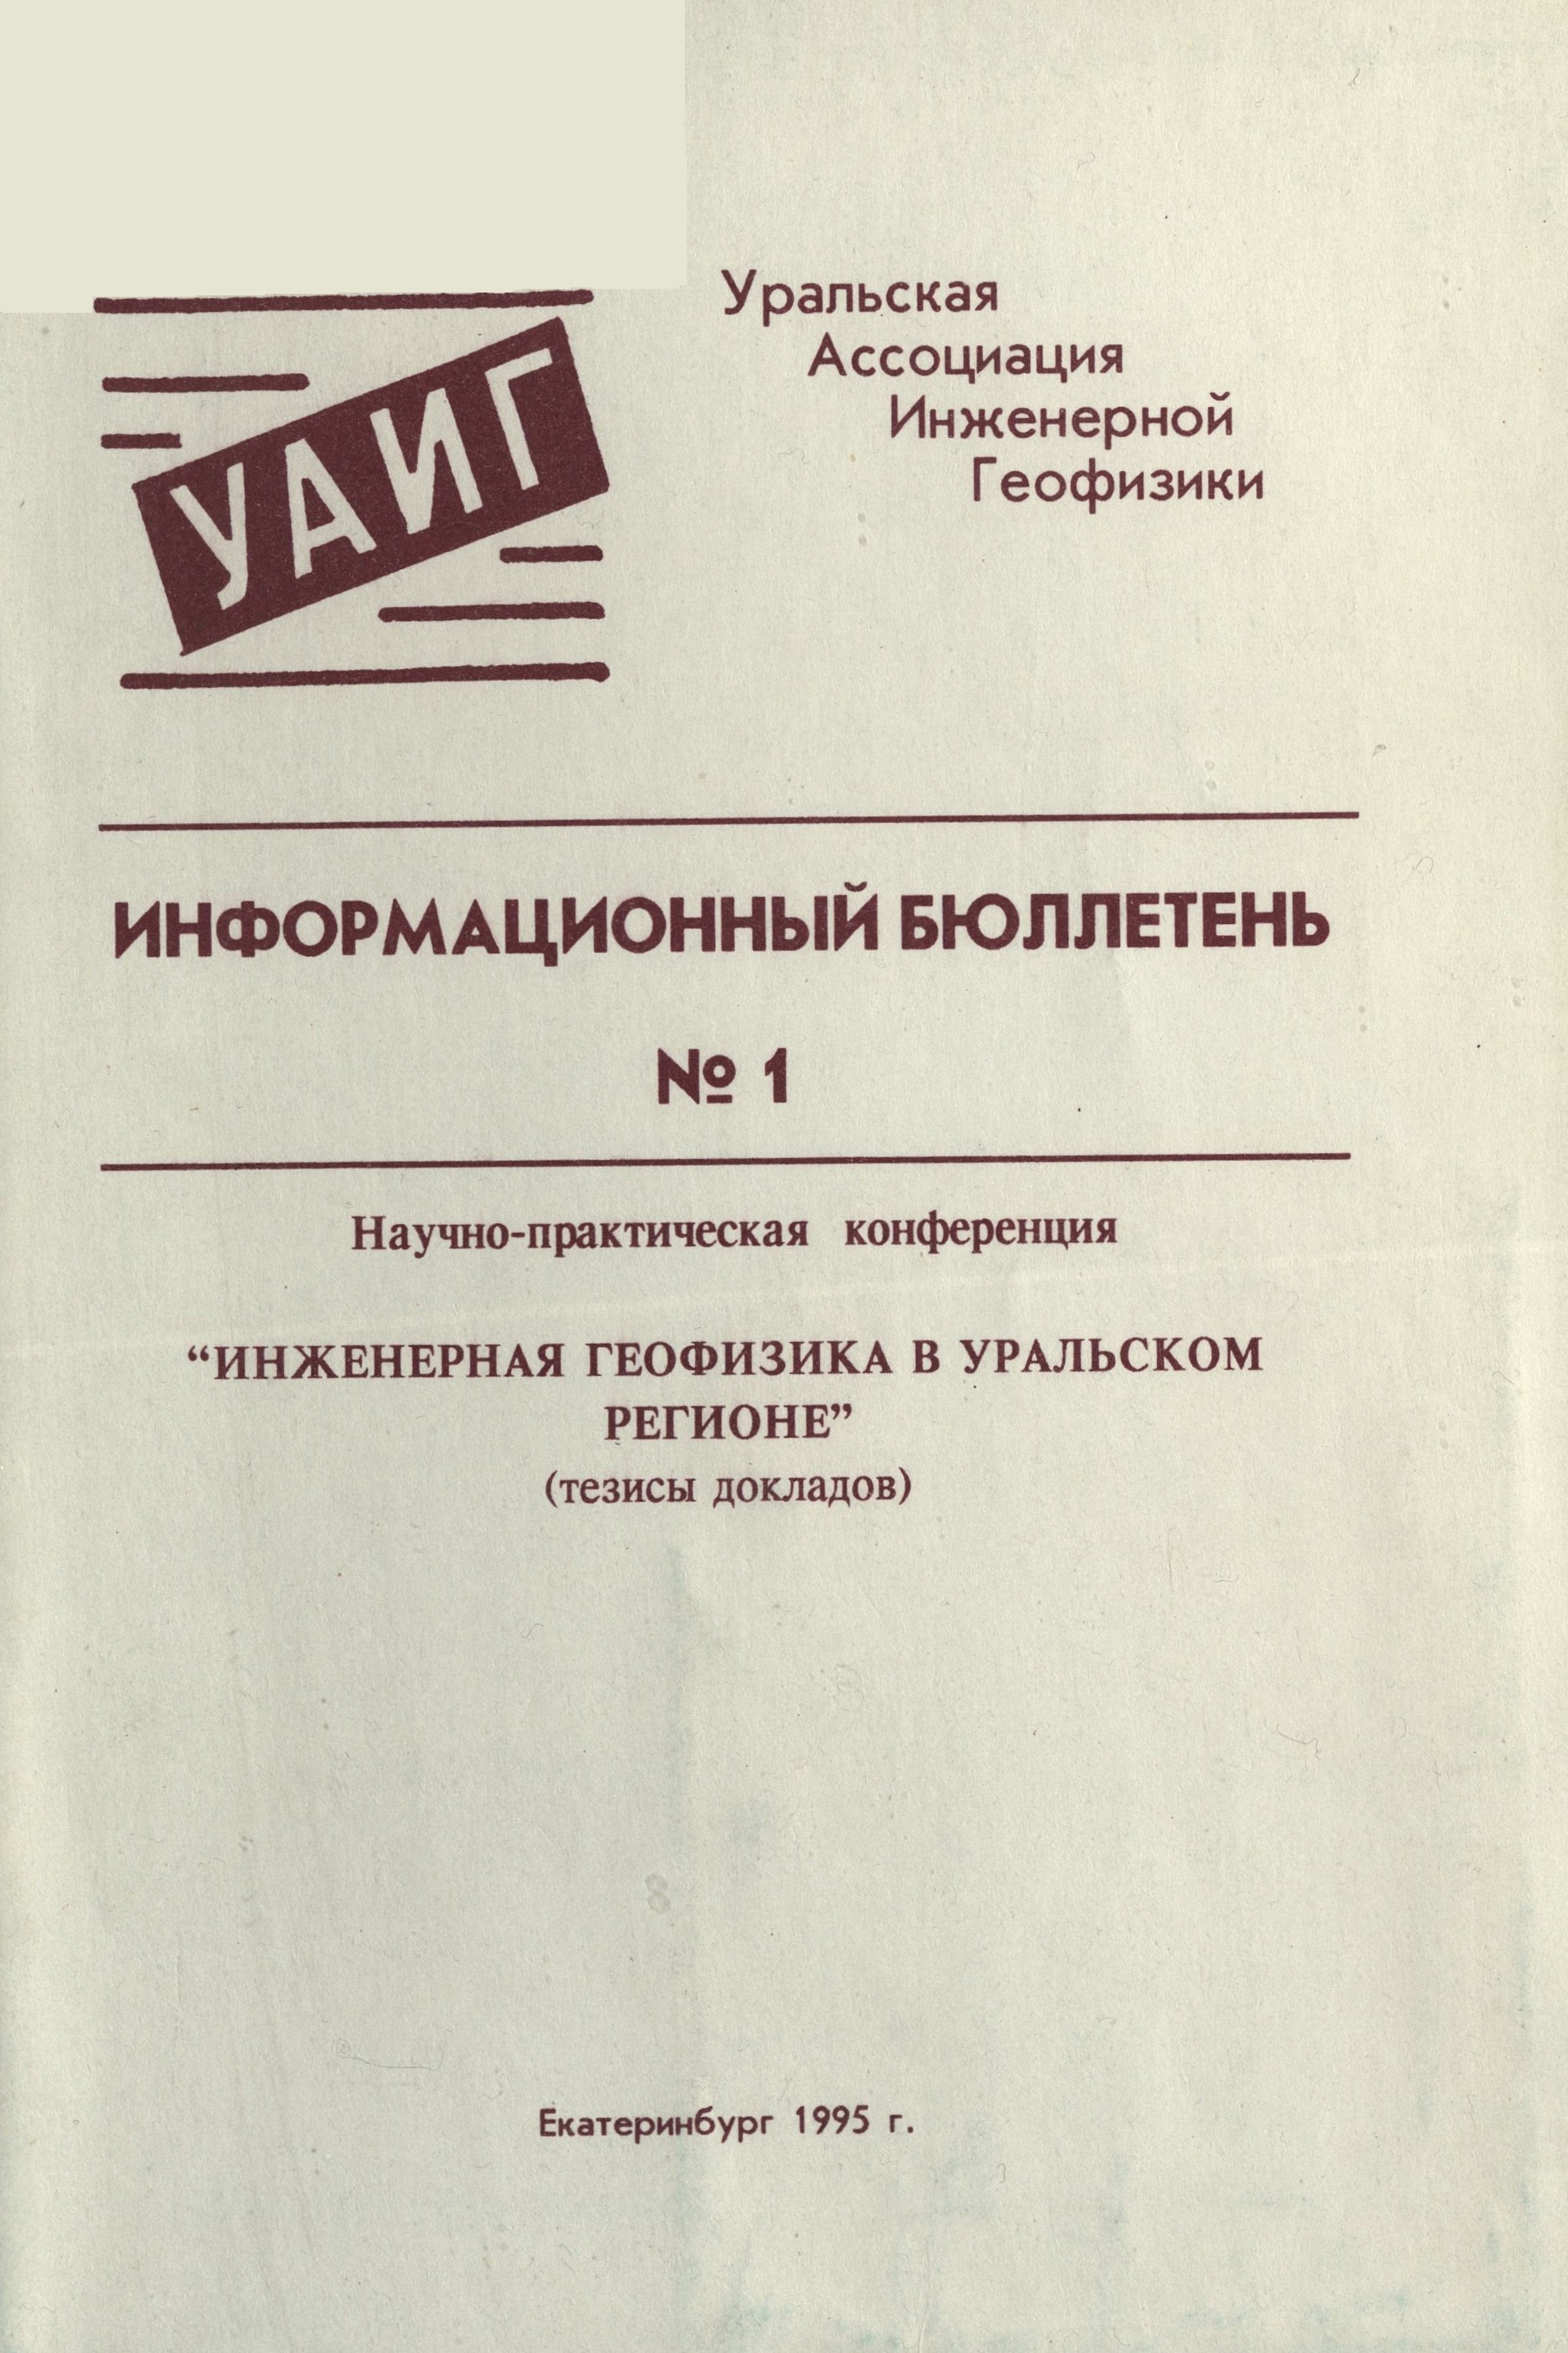 УАИГ
Уральская
Ассоциация
Инженерной
Геофизики
ИНФОРМАЦИОННЫЙ БЮЛЛЕТЕНЬ
№ 1
Научно-практическая конференция
“ИНЖЕНЕРНАЯ ГЕОФИЗИКА В УРАЛЬСКОМ
РЕГИОНЕ”
(тезисы докладов)
Екатеринбург 1995 г.